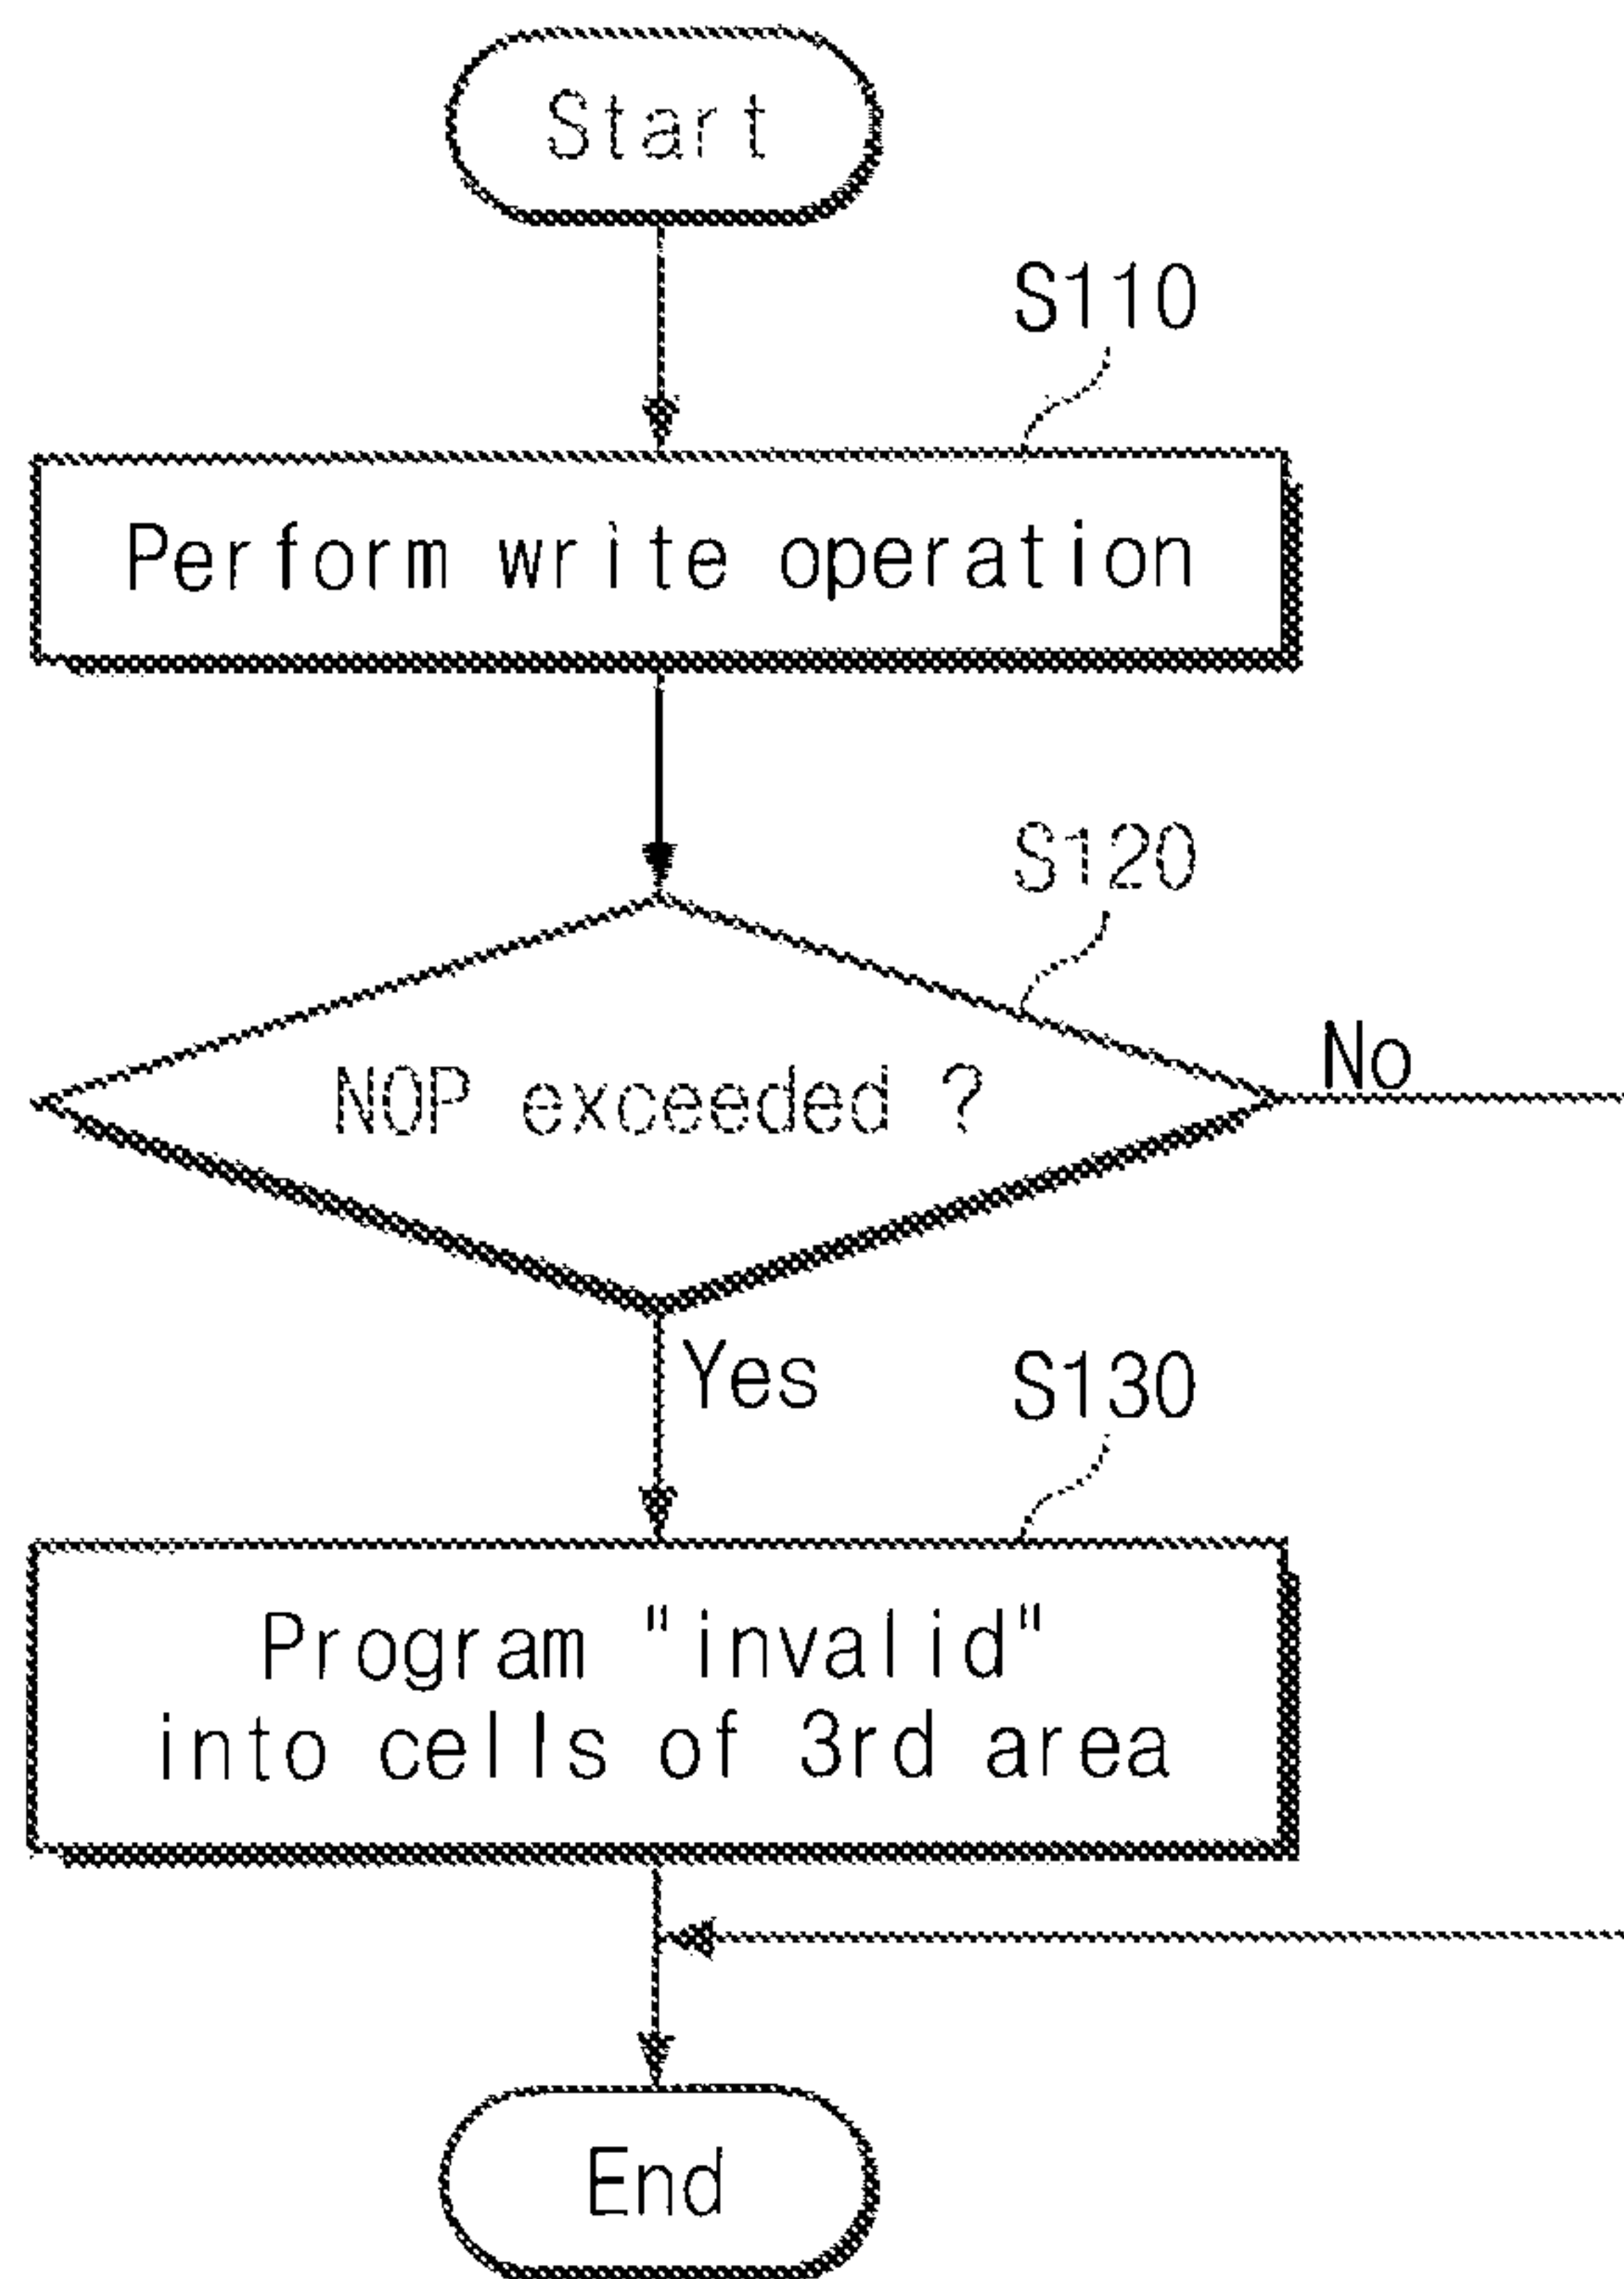 Start
S110
Perform write operation
S120
NOP exceeded ?
No
Yes
S130
Program "invalid"
into cells of 3rd area
End